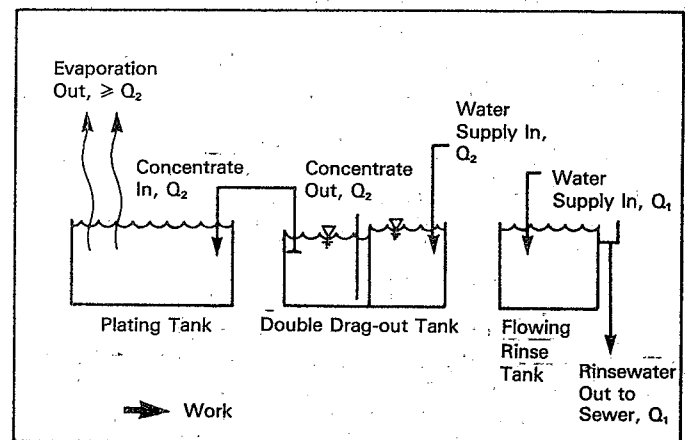 Evaporation
Out, ≥ Q₂
Water
Supply In,
Q₂
Concentrate
In, Q₂
Concentrate
Out, Q₂
Water
Supply In, Q₁
Plating Tank
Double Drag-out Tank
Flowing
Rinse
Tank
Rinsewater
Out to
Sewer, Q₁
Work